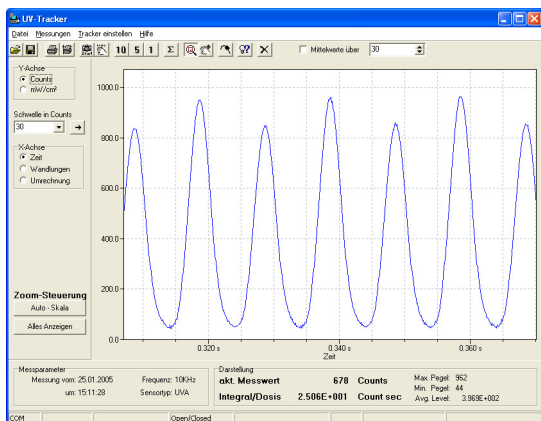 UV-Tracker
Datei Messungen Tracker einstellen Hilfe
10 5 1 Σ Mittelwerte über 30
Y-Achse
Counts
mW/cm²
Schwelle in Counts
30
X-Achse
Zeit
Wandlungen
Umrechnung
Zoom-Steuerung
Auto - Skala
Alles Anzeigen
1000.0
800.0
600.0
400.0
200.0
0.0
0.320 s 0.340 s 0.360 s
Zeit
Messparameter
Messung vom: 25.01.2005 Frequenz: 10KHz
um: 15:11:28 Sensortyp: UVA
Darstellung
akt. Messwert 678 Counts
Integral/Dosis 2.506E+001 Count sec
Max. Pegel: 962
Min. Pegel: 44
Avg. Level: 3.969E+002
COM Open/Closed